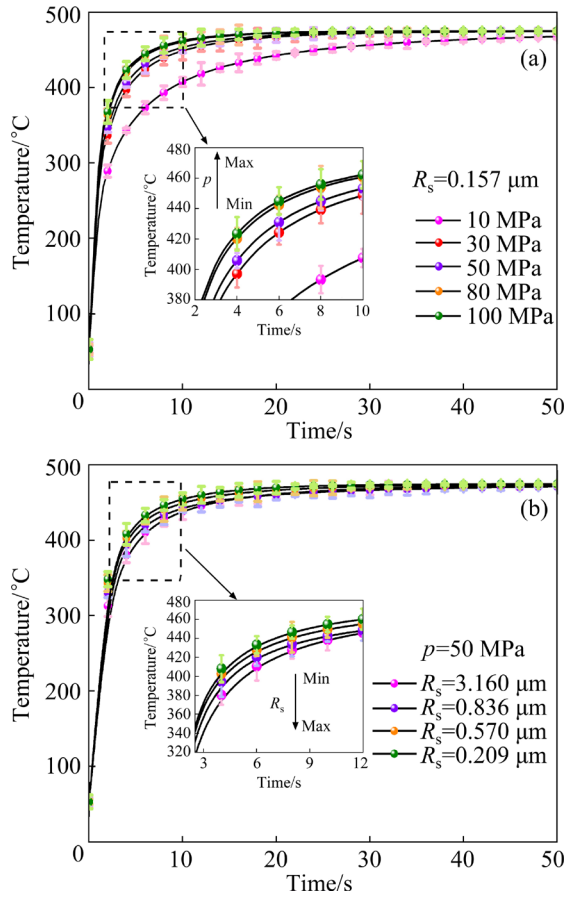 500
400
300
200
100
0
Temperature/°C
(a)
480
460
440
420
400
380
Temperature/°C
p
Max
Min
2
4
6
8
10
Time/s
Rs=0.157 μm
10 MPa
30 MPa
50 MPa
80 MPa
100 MPa
10
20
30
40
50
Time/s
500
400
300
200
100
0
Temperature/°C
(b)
480
460
440
420
400
380
360
340
320
Temperature/°C
Min
Rs
Max
3
6
9
12
Time/s
p=50 MPa
Rs=3.160 μm
Rs=0.836 μm
Rs=0.570 μm
Rs=0.209 μm
10
20
30
40
50
Time/s